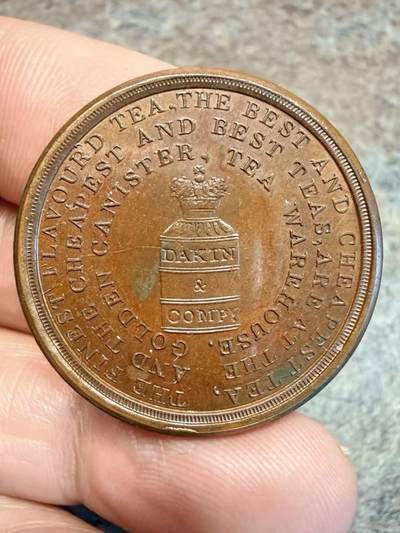 THE FINEST FLAVOUR'D TEA, THE BEST AND CHEAPEST TEA,
AND THE CHEAPEST AND BEST TEAS, ARE AT THE
GOLDEN CANISTER, TEA WAREHOUSE.
DAKIN
&
COMPY